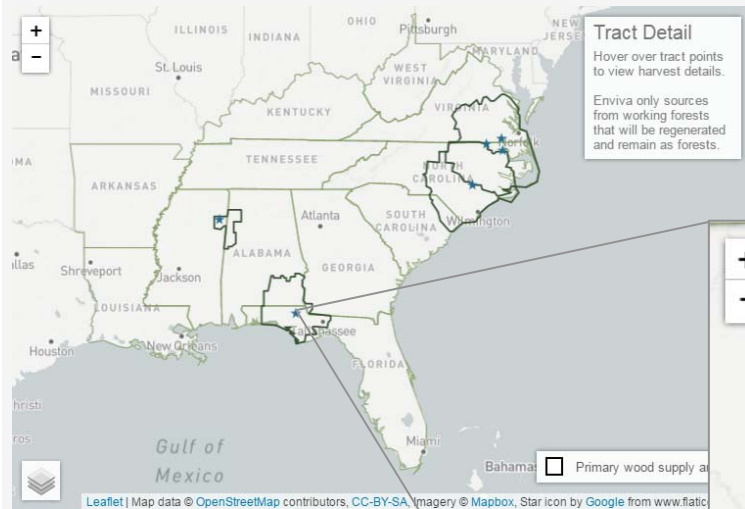 +
-
ILLINOIS
INDIANA
OHIO
Pittsburgh
NEW
JERSEY
MARYLAND
St. Louis
WEST
VIRGINIA
MISSOURI
KENTUCKY
VIRGINIA
Norfolk
TENNESSEE
NORTH
CAROLINA
ARKANSAS
Atlanta
SOUTH
CAROLINA
Wilmington
ALABAMA
GEORGIA
Shreveport
Jackson
LOUISIANA
Tallahassee
New Orleans
Houston
FLORIDA
Gulf of
Mexico
Miami
Tract Detail
Hover over tract points
to view harvest details.
Enviva only sources
from working forests
that will be regenerated
and remain as forests.
Primary wood supply
Leaflet | Map data © OpenStreetMap contributors, CC-BY-SA, Imagery © Mapbox, Star icon by Google from www.flatic